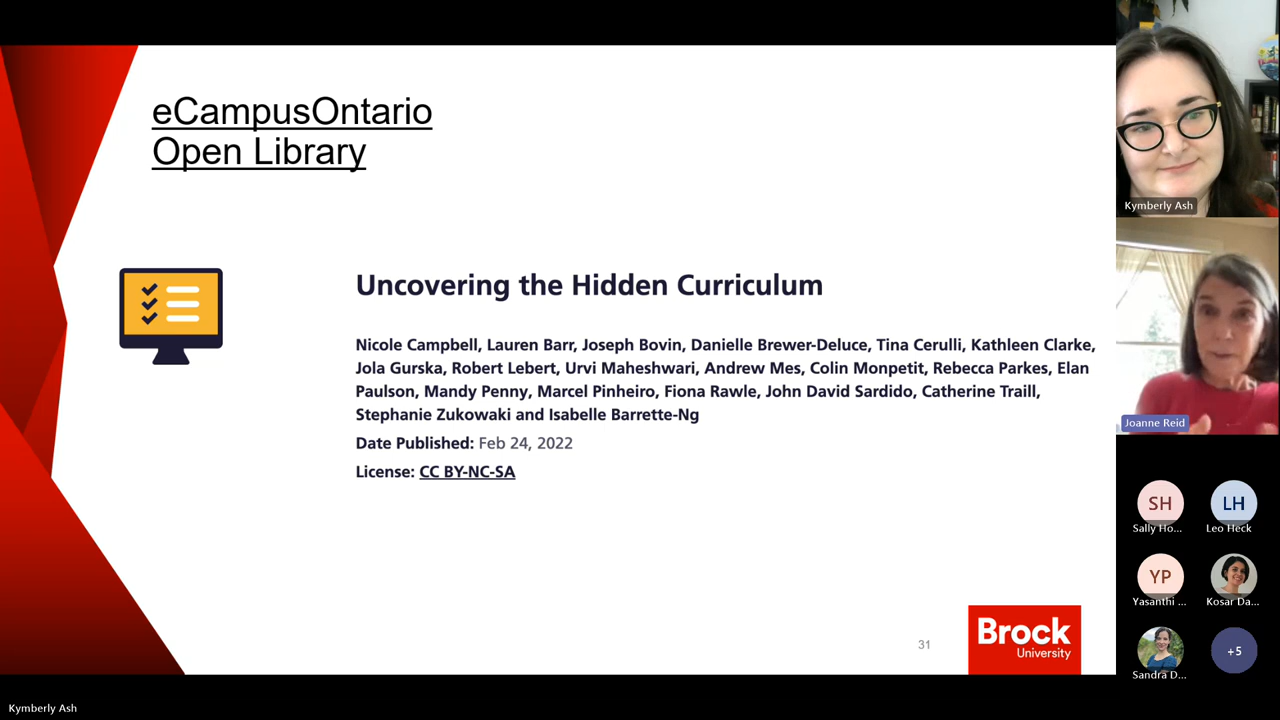 eCampusOntario
Open Library
Uncovering the Hidden Curriculum
Nicole Campbell, Lauren Barr, Joseph Bovin, Danielle Brewer-Deluce, Tina Cerulli, Kathleen Clarke,
Jola Gurska, Robert Lebert, Urvi Maheshwari, Andrew Mes, Colin Monpetit, Rebecca Parkes, Elan
Paulson, Mandy Penny, Marcel Pinheiro, Fiona Rawle, John David Sardido, Catherine Traill,
Stephanie Zukowaki and Isabelle Barrette-Ng
Date Published: Feb 24, 2022
License: CC BY-NC-SA
31
Brock
University
Kymberly Ash
Joanne Reid
SH
LH
Sally Ho...
Leo Heck
YP
Yasanthi ...
Kosar Da...
+5
Sandra D...
Kymberly Ash